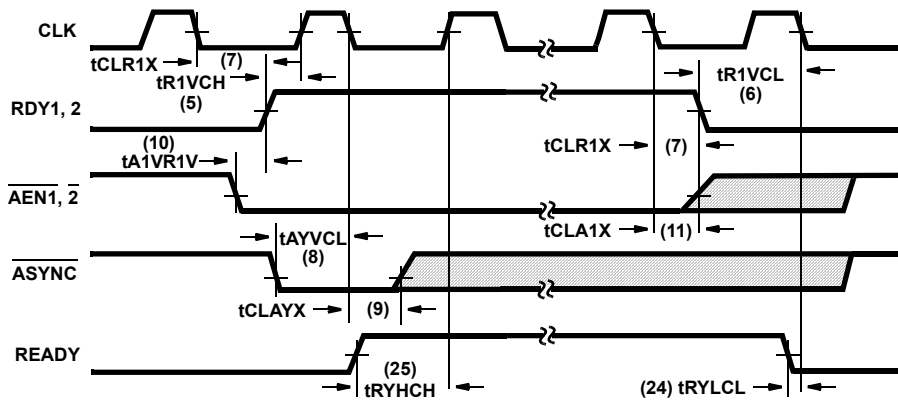 CLK
tCLR1X
(7)
tR1VCH
(5)
tR1VCL
(6)
RDY1, 2
(10)
tA1VR1V
tCLR1X
(7)
AEN1, 2
tCLA1X
(11)
tAYVCL
(8)
ASYNC
tCLAYX
(9)
READY
(25)
tRYHCH
(24) tRYLCL